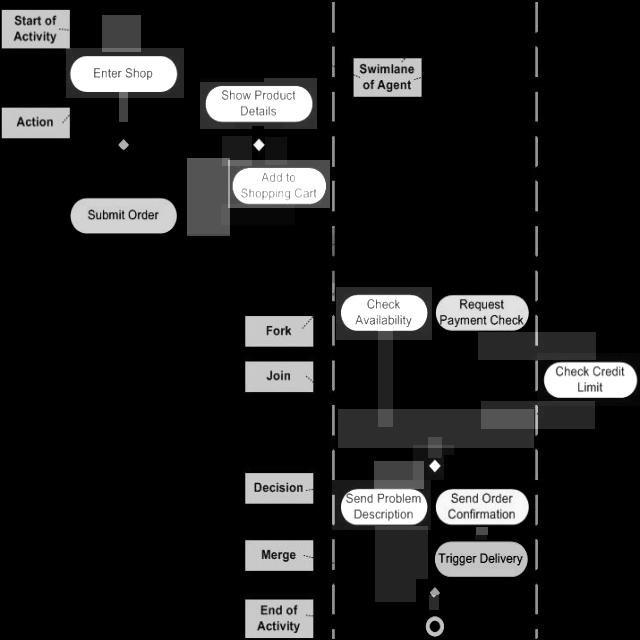 Start of
Activity
Enter Shop
Swimlane
of Agent
Show Product
Details
Action
Add to
Shopping Cart
Submit Order
Check
Availability
Request
Payment Check
Fork
Join
Check Credit
Limit
Decision
Send Problem
Description
Send Order
Confirmation
Merge
Trigger Delivery
End of
Activity